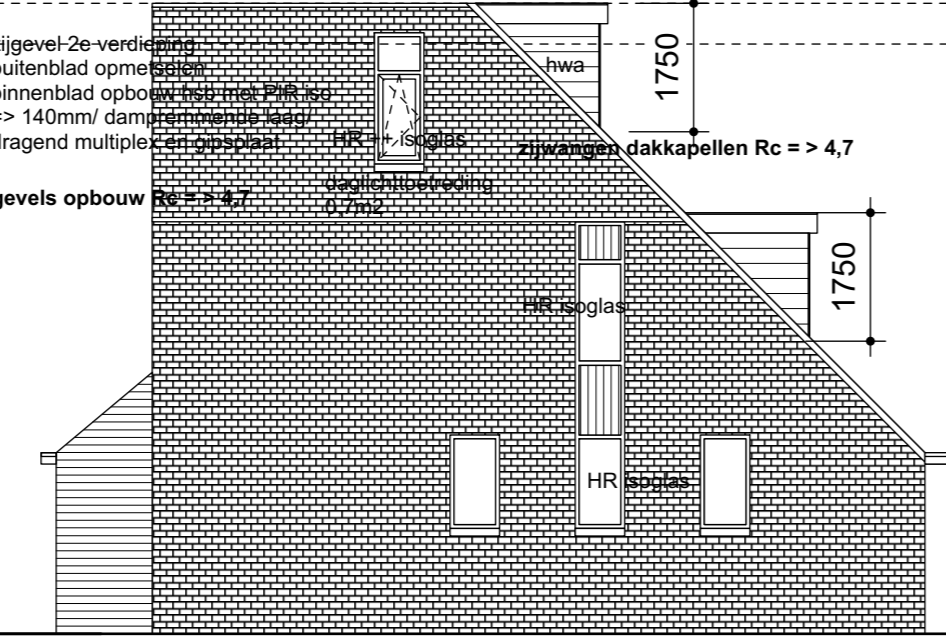 ijgevel 2e verdieping
buitenblad opmetselen
binnenblad opbouw hsb met PIR iso
=> 140mm/ dampremmende laag/
dragend multiplex en gipsplaat
gevels opbouw Rc = > 4,7
HR ++ isoglas
daglichttoetreding
0,7m2
hwa
1750
zijwangen dakkapellen Rc = > 4,7
1750
HR isoglas
HR isoglas